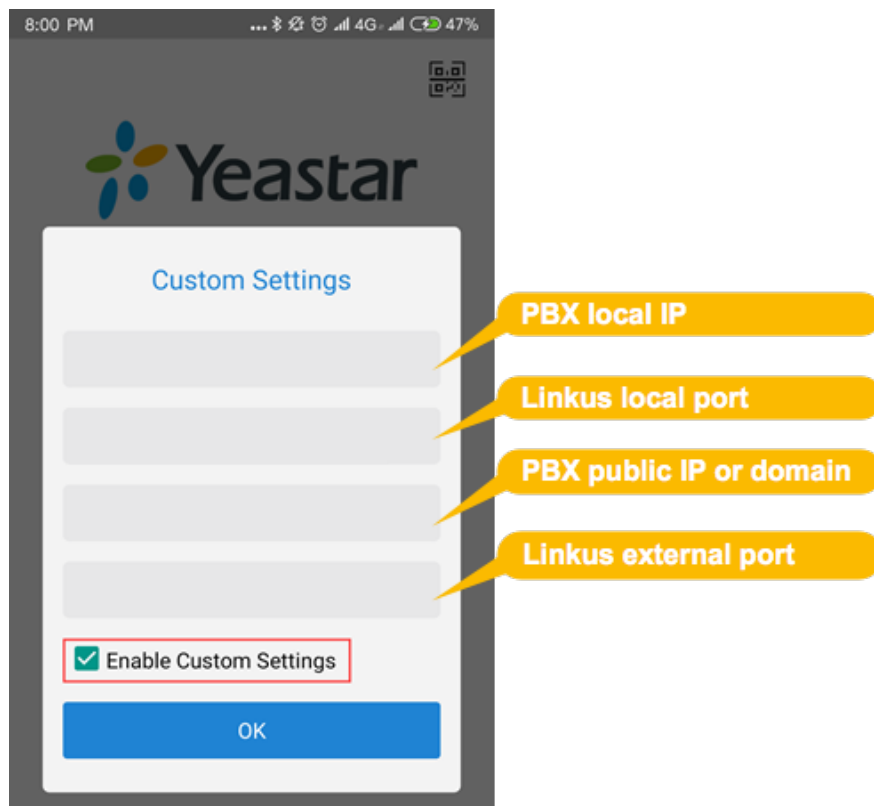 8:00 PM ... 4G 47%
Yeastar
Custom Settings
PBX local IP
Linkus local port
PBX public IP or domain
Linkus external port
Enable Custom Settings
OK